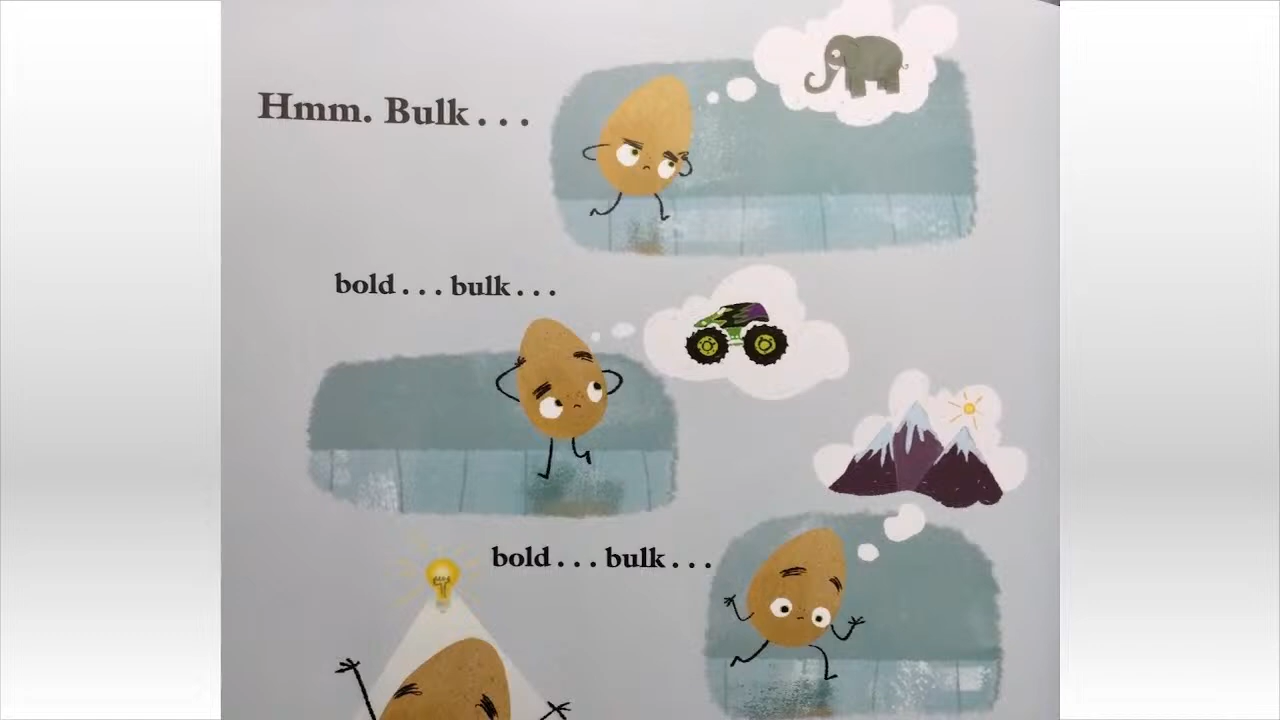 Hmm. Bulk . . .
bold . . . bulk . . .
bold . . . bulk . . .